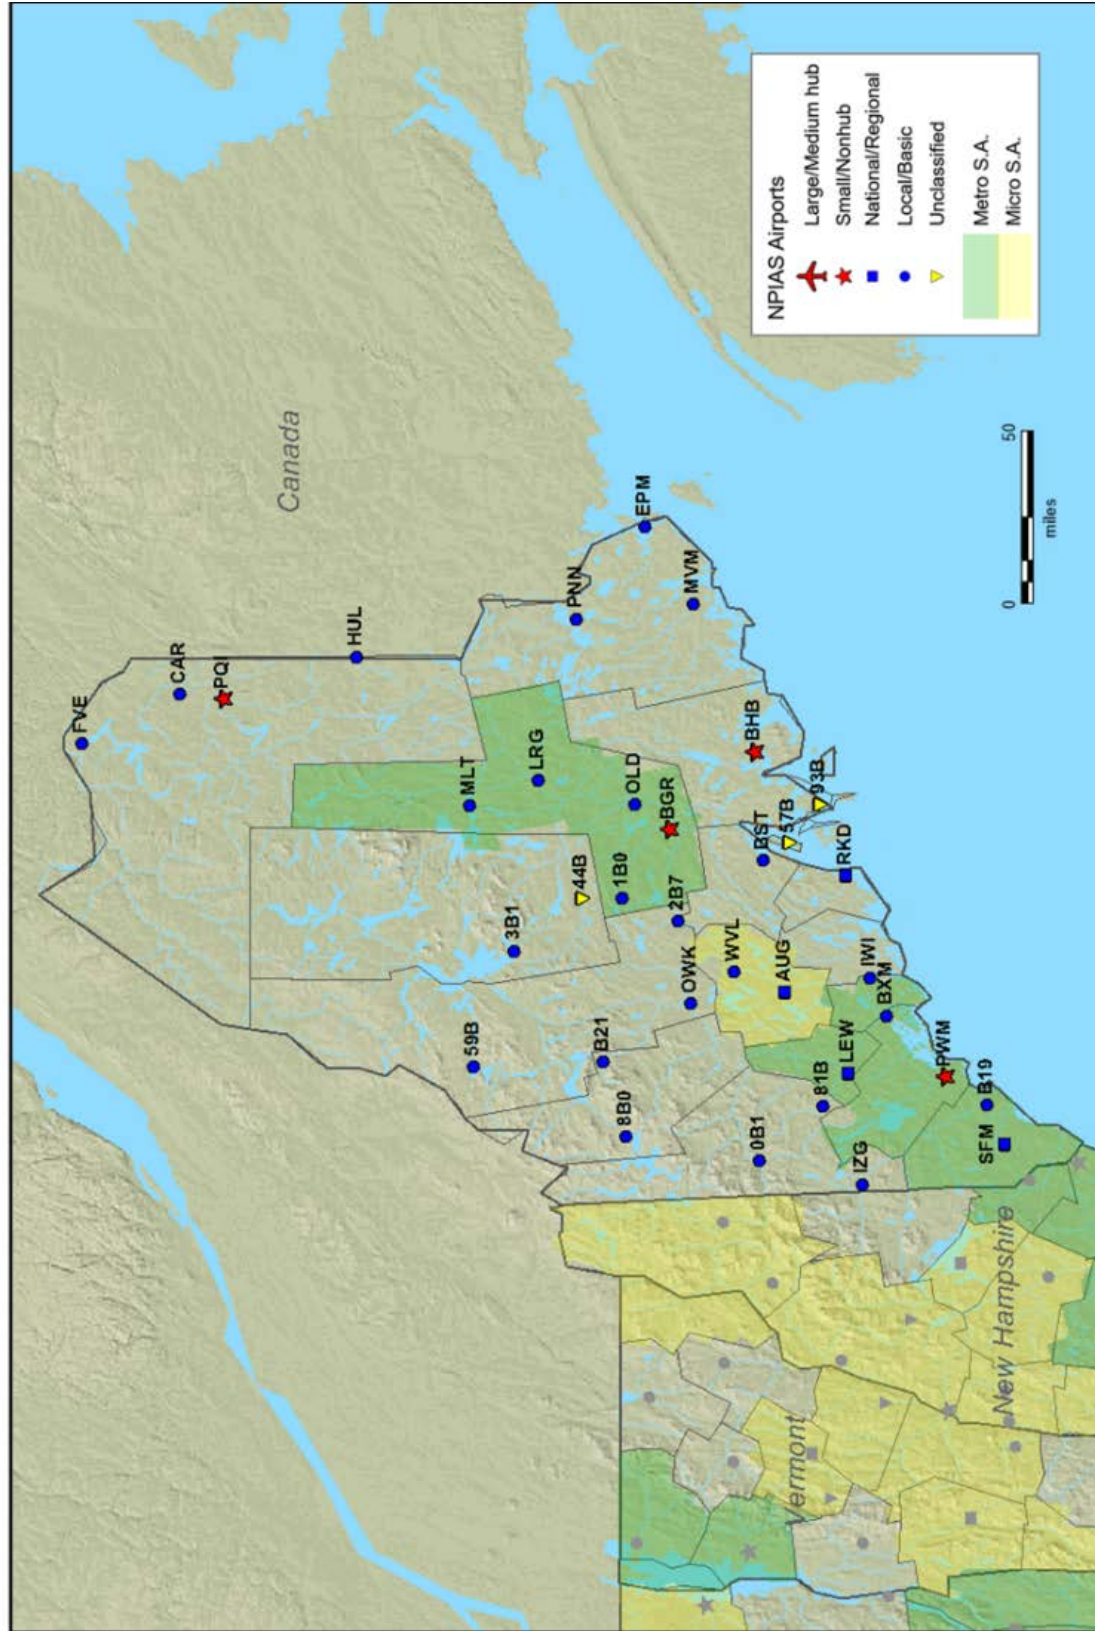 Canada
FVE
CAR
PQI
HUL
MLT
LRG
PNN
EPM
MVM
OLD
BGR
BHB
3B1
44B
1B0
2B7
59B
B21
8B0
OWK
WVL
AUG
BST
57B
93B
RKD
0B1
81B
LEW
IWI
BXM
IZG
PWM
SFM
B19
Vermont
New Hampshire
0
50
miles
NPIAS Airports
Large/Medium hub
Small/Nonhub
National/Regional
Local/Basic
Unclassified
Metro S.A.
Micro S.A.